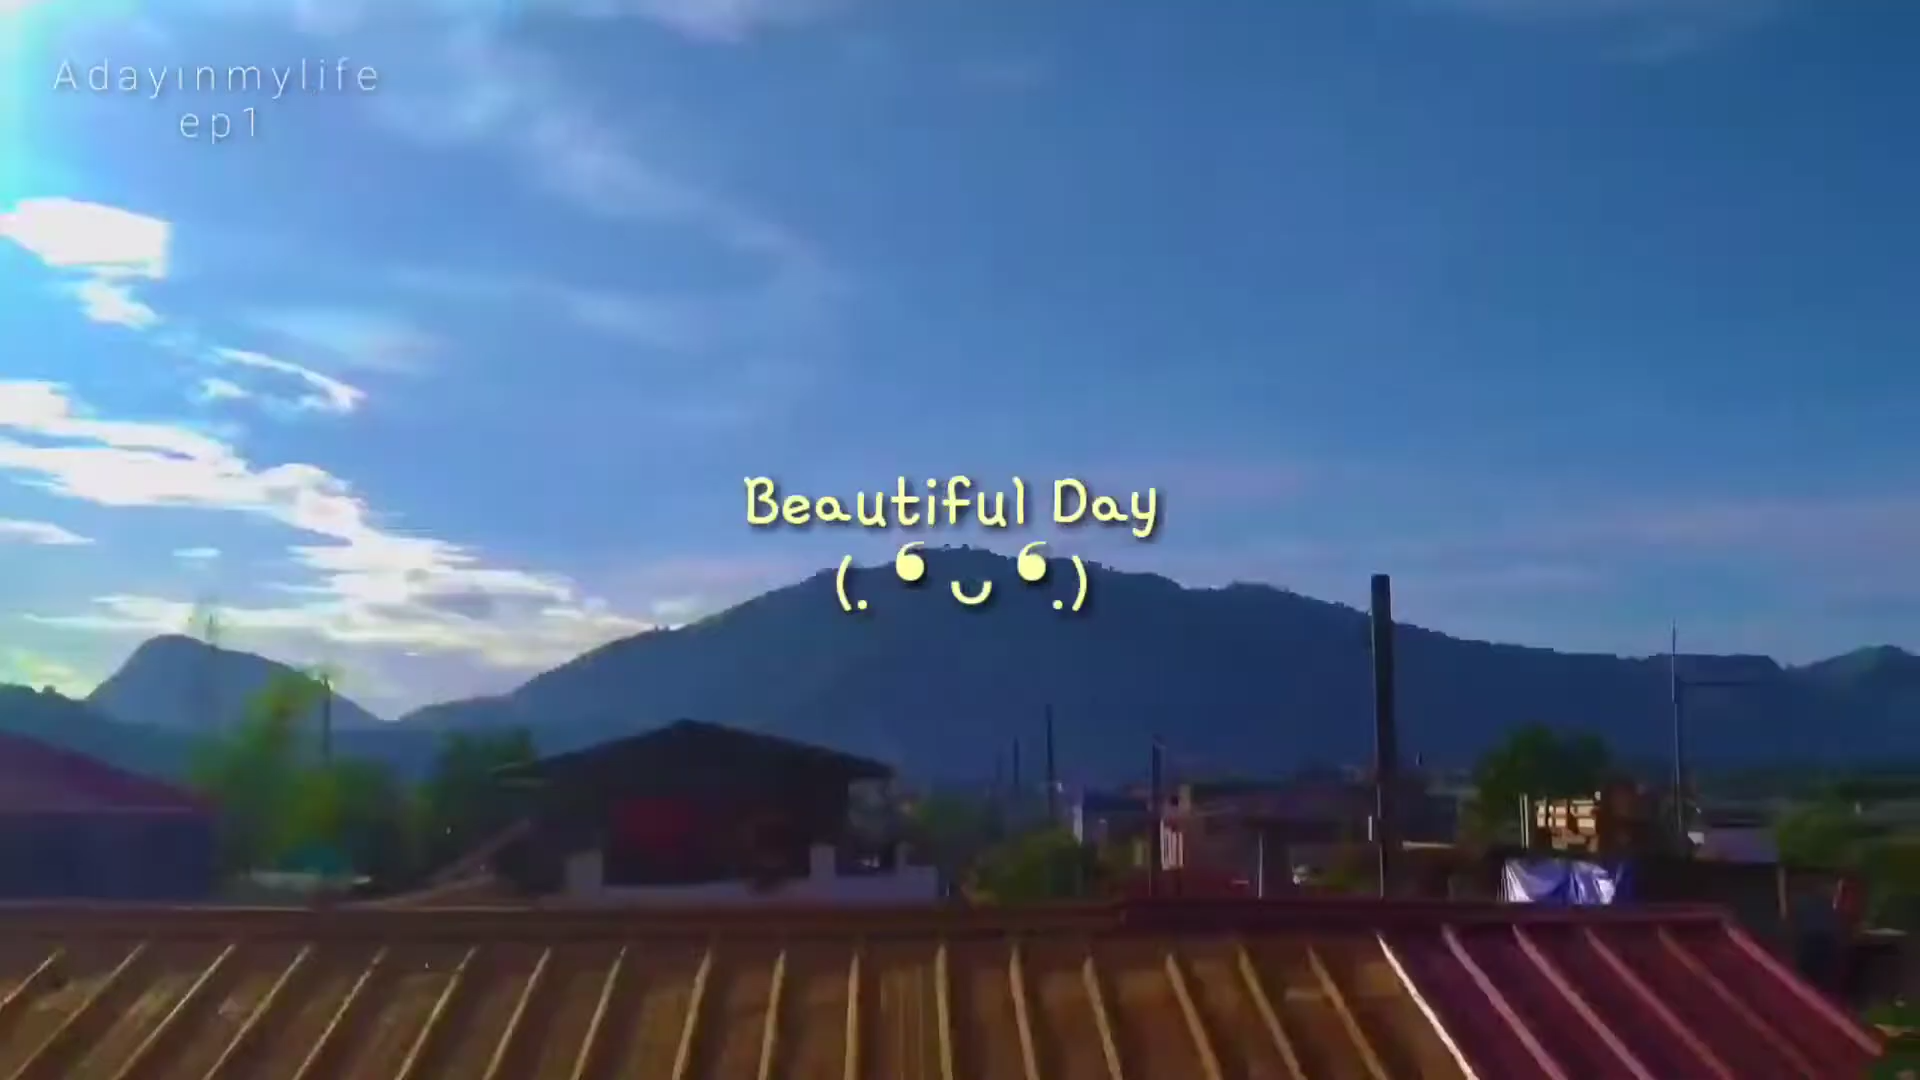 Adayinmylife
ep1
Beautiful Day
(. ❛ ᴗ ❛.)